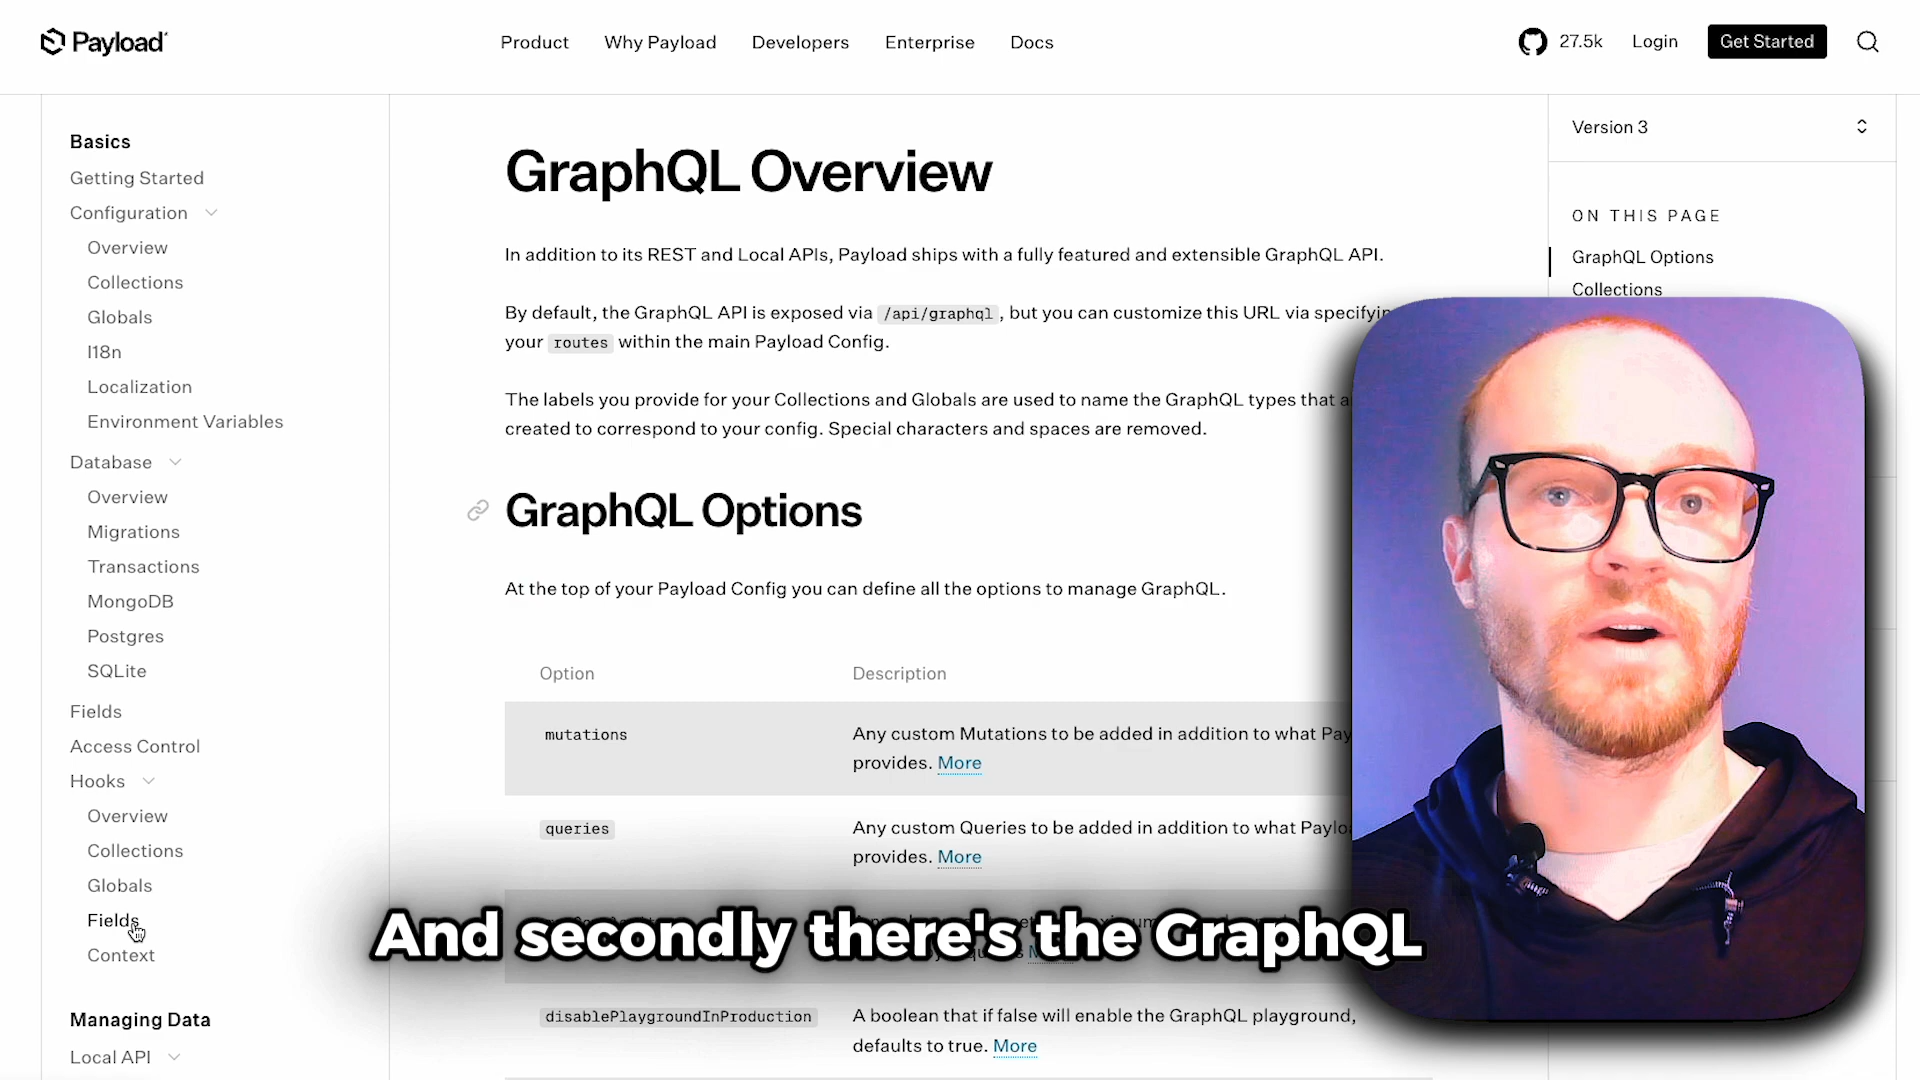 Payload
Product Why Payload Developers Enterprise Docs
27.5k Login Get Started
Basics
Getting Started
Configuration
Overview
Collections
Globals
I18n
Localization
Environment Variables
Database
Overview
Migrations
Transactions
MongoDB
Postgres
SQLite
Fields
Access Control
Hooks
Overview
Collections
Globals
Fields
Context
Managing Data
Local API
GraphQL Overview
In addition to its REST and Local APIs, Payload ships with a fully featured and extensible GraphQL API.
By default, the GraphQL API is exposed via /api/graphql , but you can customize this URL via
your routes within the main Payload Config.
The labels you provide for your Collections and Globals are used to name the GraphQL types that
created to correspond to your config. Special characters and spaces are removed.
GraphQL Options
At the top of your Payload Config you can define all the options to manage GraphQL.
Option Description
mutations Any custom Mutations to be added in addition to what
provides. More
queries Any custom Queries to be added in addition to what
provides. More
And secondly there's the GraphQL
disablePlaygroundInProduction A boolean that if false will enable the GraphQL playground,
defaults to true. More
Version 3
ON THIS PAGE
GraphQL Options
Collections